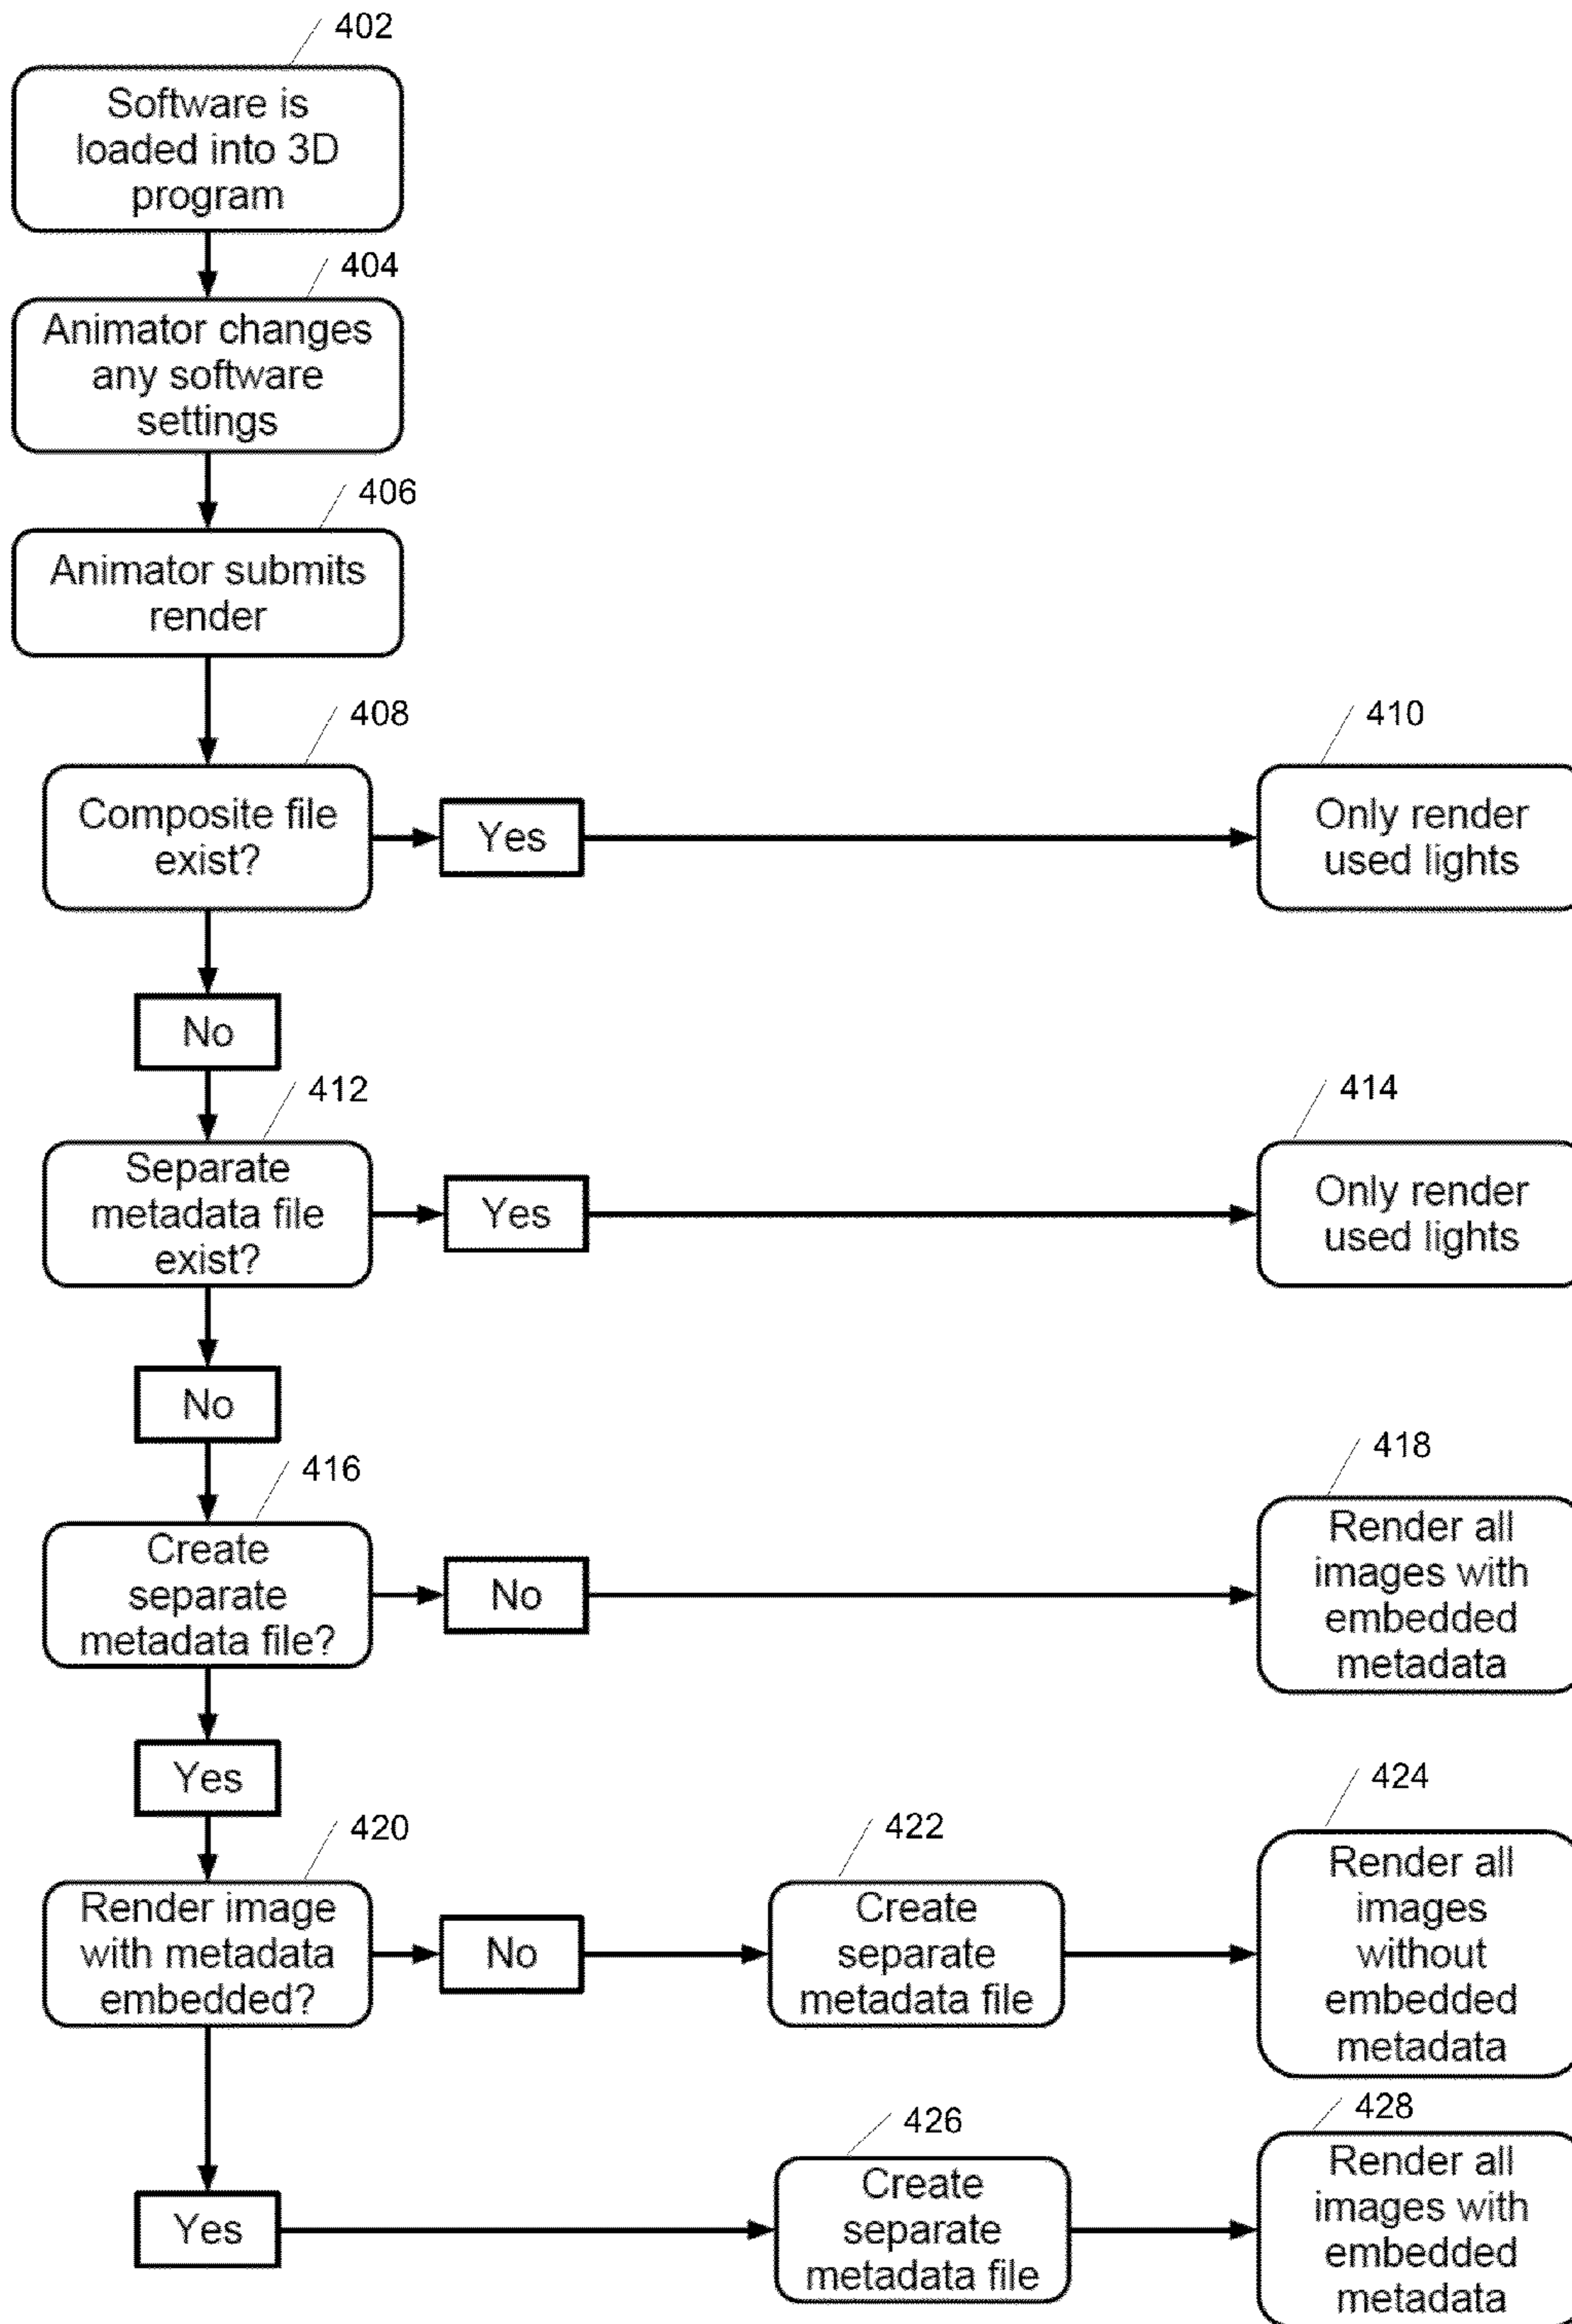 402
Software is
loaded into 3D
program
404
Animator changes
any software
settings
406
Animator submits
render
408
Composite file
exist?
Yes
410
Only render
used lights
No
412
Separate
metadata file
exist?
Yes
414
Only render
used lights
No
416
Create
separate
metadata file?
No
418
Render all
images with
embedded
metadata
Yes
420
Render image
with metadata
embedded?
No
422
Create
separate
metadata file
424
Render all
images
without
embedded
metadata
Yes
426
Create
separate
metadata file
428
Render all
images with
embedded
metadata